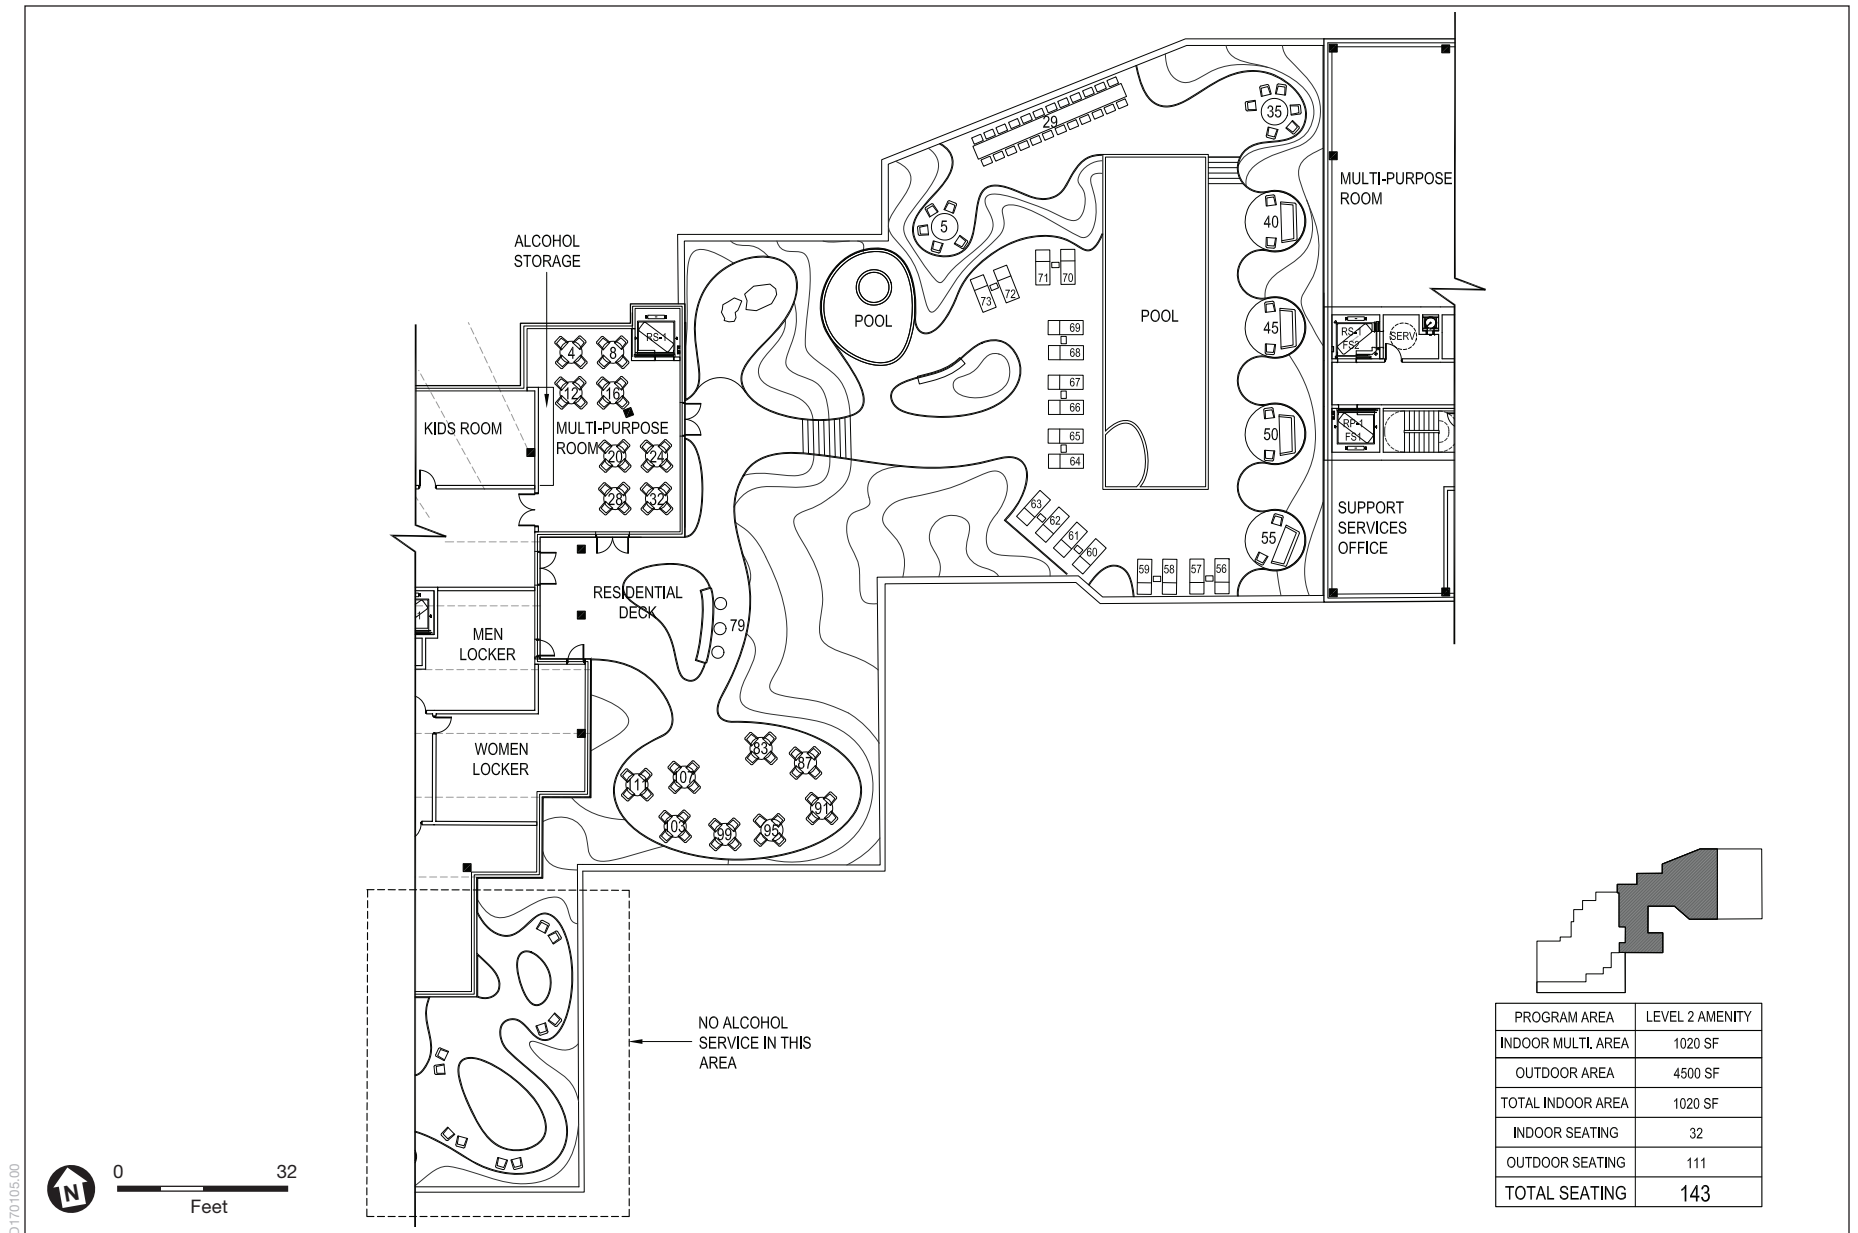 29
35
MULTI-PURPOSE
ROOM
5
40
ALCOHOL
STORAGE
71
70
73
72
POOL
POOL
45
69
68
RS-1
RS-1
FS2
SERV.
4
8
12
16
67
66
KIDS ROOM
MULTI-PURPOSE
ROOM
20
24
65
64
50
RP-1
FS1
28
32
63
62
61
60
SUPPORT
SERVICES
OFFICE
55
59
58
57
56
RESIDENTIAL
DECK
79
MEN
LOCKER
WOMEN
LOCKER
83
87
107
91
103
99
95
NO ALCOHOL
SERVICE IN THIS
AREA
PROGRAM AREA LEVEL 2 AMENITY
INDOOR MULTI. AREA 1020 SF
OUTDOOR AREA 4500 SF
TOTAL INDOOR AREA 1020 SF
INDOOR SEATING 32
OUTDOOR SEATING 111
TOTAL SEATING 143
N
0 32
Feet
D170105.00